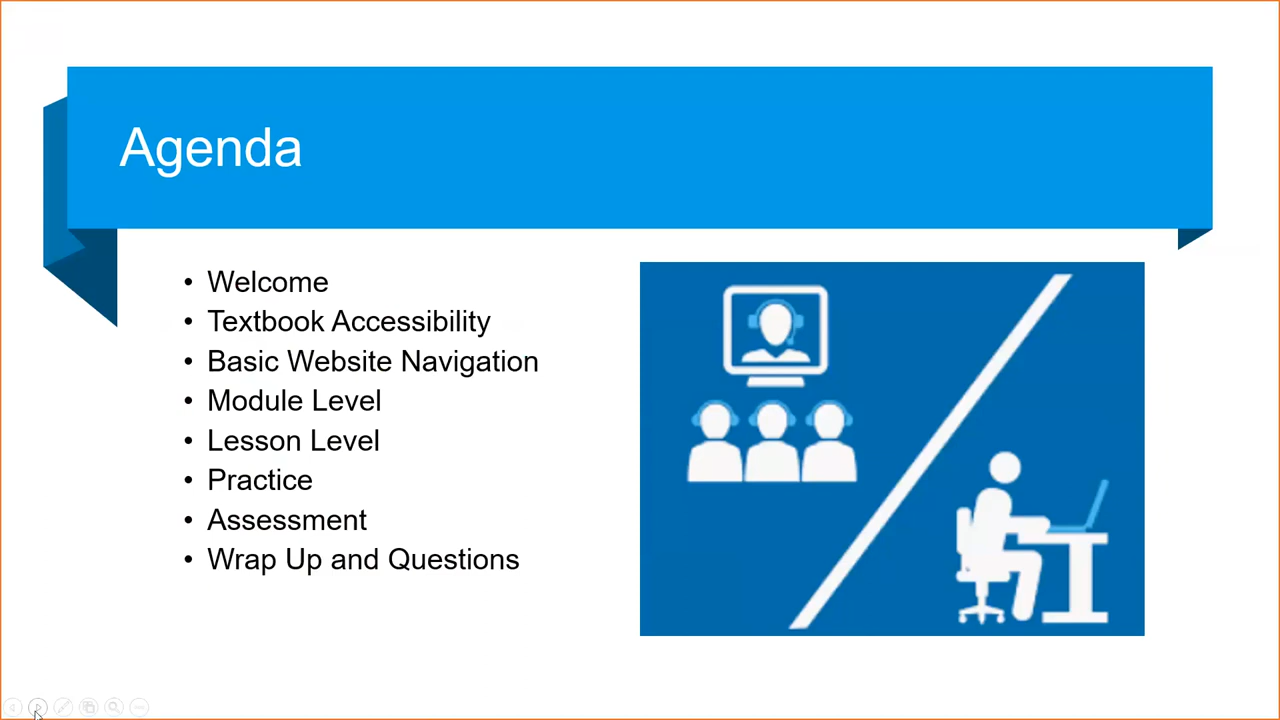 Agenda
• Welcome
• Textbook Accessibility
• Basic Website Navigation
• Module Level
• Lesson Level
• Practice
• Assessment
• Wrap Up and Questions